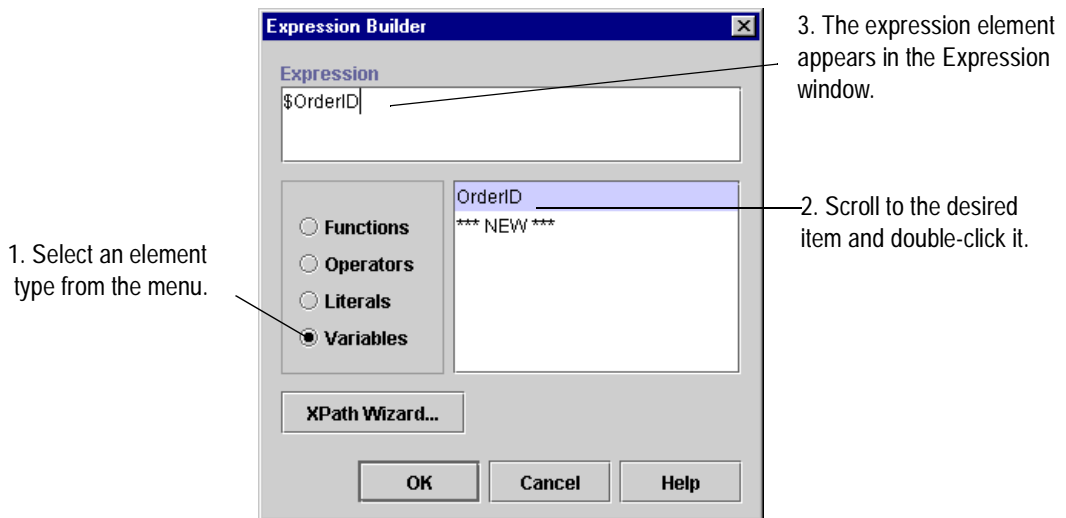 Expression Builder
3. The expression element
appears in the Expression
window.
Expression
$OrderID
OrderID
*** NEW ***
2. Scroll to the desired
item and double-click it.
1. Select an element
type from the menu.
Functions
Operators
Literals
Variables
XPath Wizard...
OK
Cancel
Help